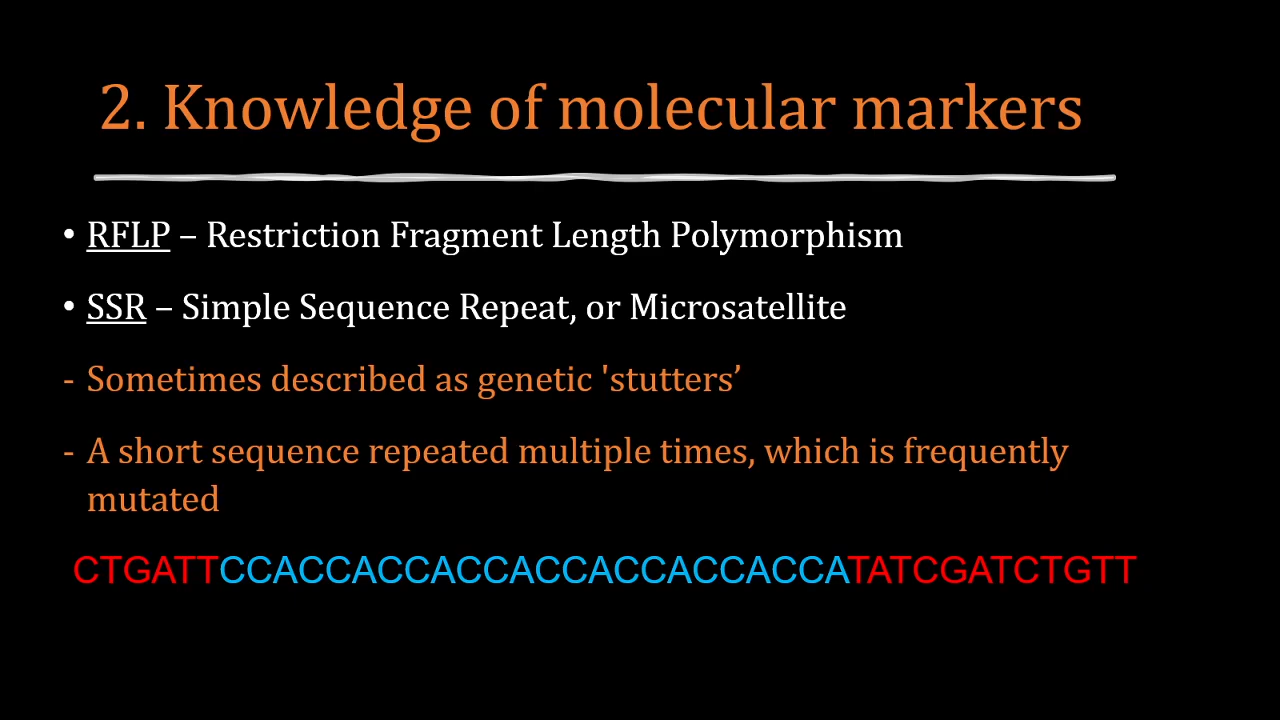 2. Knowledge of molecular markers
• RFLP – Restriction Fragment Length Polymorphism
• SSR – Simple Sequence Repeat, or Microsatellite
- Sometimes described as genetic 'stutters’
- A short sequence repeated multiple times, which is frequently
mutated
CTGATTCCACCACCACCACCACCACCACCATATCGATCTGTT